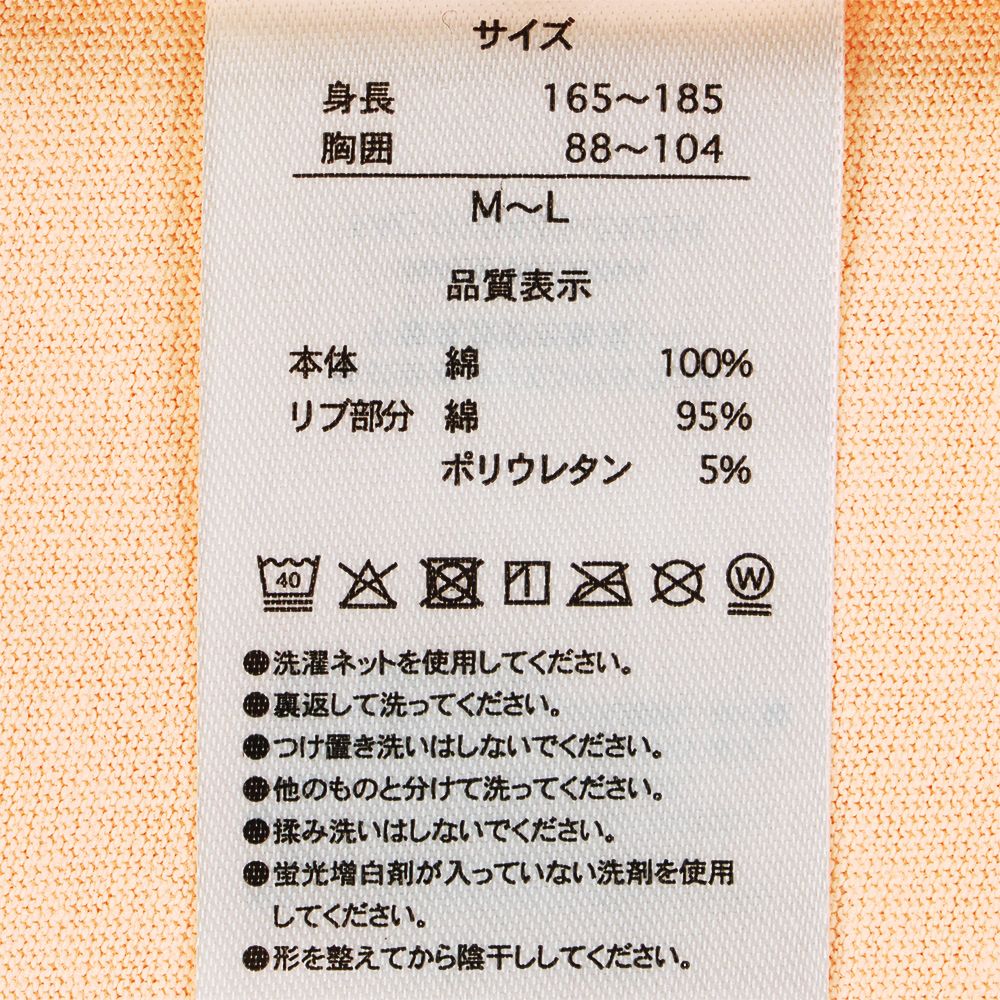 サイズ
身長 165～185
胸囲 88～104
M～L
品質表示
本体 綿 100%
リブ部分 綿 95%
ポリウレタン 5%
40 W
●洗濯ネットを使用してください。
●裏返して洗ってください。
●つけ置き洗いはしないでください。
●他のものと分けて洗ってください。
●揉み洗いはしないでください。
●蛍光増白剤が入っていない洗剤を使用
してください。
●形を整えてから陰干ししてください。